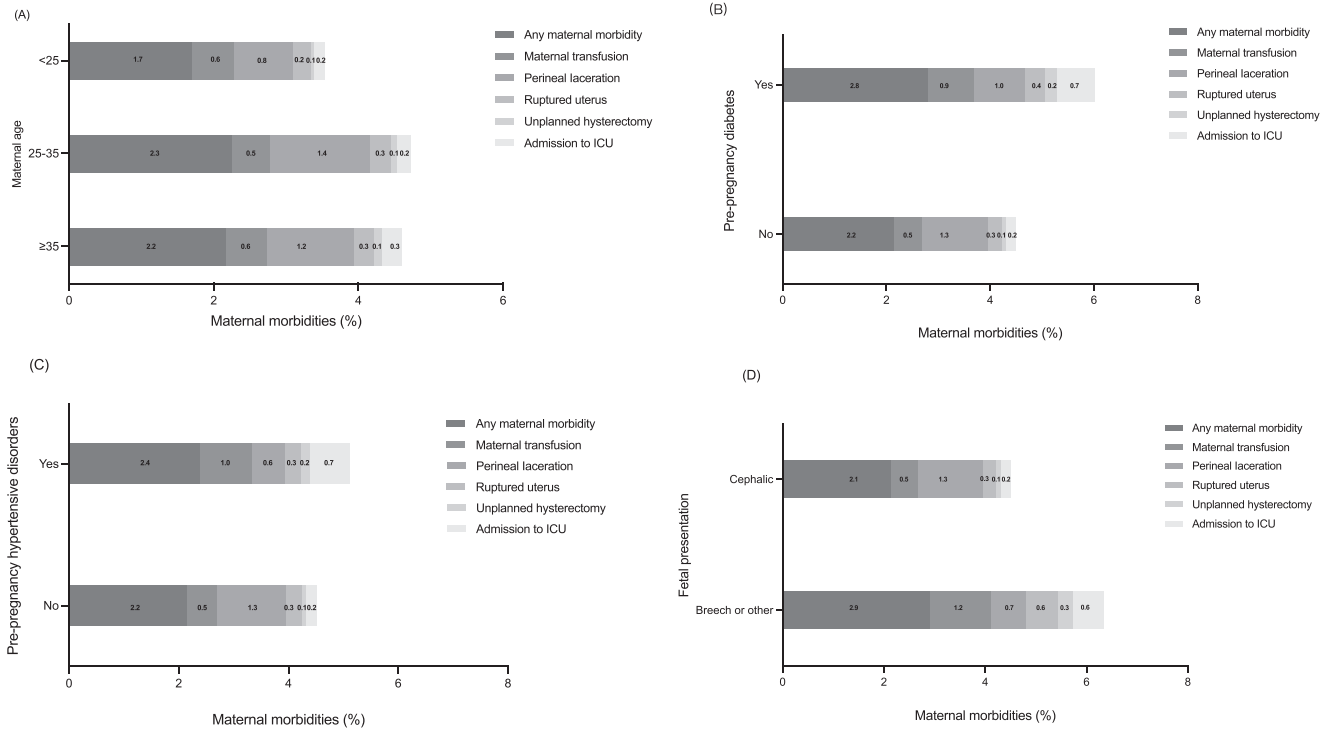 (A)
Maternal age
<25
1.7 0.6 0.8 0.2 0.1 0.2
25-35
2.3 0.5 1.4 0.3 0.1 0.2
≥35
2.2 0.6 1.2 0.3 0.1 0.3
0 2 4 6
Maternal morbidities (%)
Any maternal morbidity
Maternal transfusion
Perineal laceration
Ruptured uterus
Unplanned hysterectomy
Admission to ICU
(B)
Pre-pregnancy diabetes
Yes
2.8 0.9 1.0 0.4 0.2 0.7
No
2.2 0.5 1.3 0.3 0.1 0.2
0 2 4 6 8
Maternal morbidities (%)
Any maternal morbidity
Maternal transfusion
Perineal laceration
Ruptured uterus
Unplanned hysterectomy
Admission to ICU
(C)
Pre-pregnancy hypertensive disorders
Yes
2.4 1.0 0.6 0.3 0.2 0.7
No
2.2 0.5 1.3 0.3 0.1 0.2
0 2 4 6 8
Maternal morbidities (%)
Any maternal morbidity
Maternal transfusion
Perineal laceration
Ruptured uterus
Unplanned hysterectomy
Admission to ICU
(D)
Fetal presentation
Cephalic
2.1 0.5 1.3 0.3 0.1 0.2
Breech or other
2.9 1.2 0.7 0.6 0.3 0.6
0 2 4 6 8
Maternal morbidities (%)
Any maternal morbidity
Maternal transfusion
Perineal laceration
Ruptured uterus
Unplanned hysterectomy
Admission to ICU